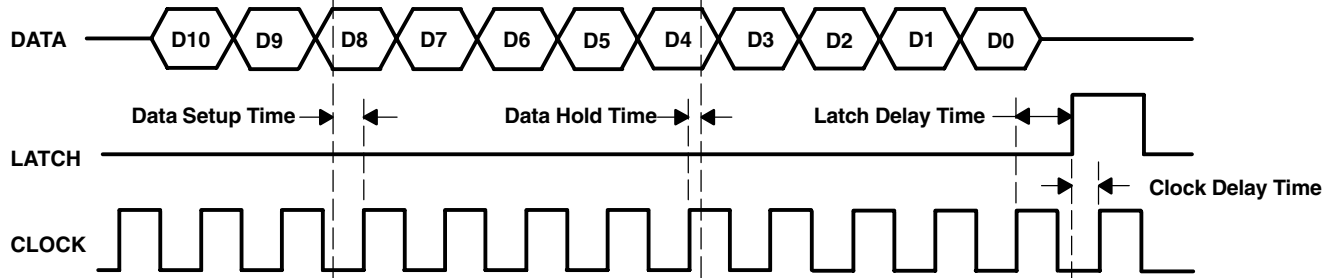 DATA D10 D9 D8 D7 D6 D5 D4 D3 D2 D1 D0
Data Setup Time Data Hold Time Latch Delay Time
LATCH
Clock Delay Time
CLOCK